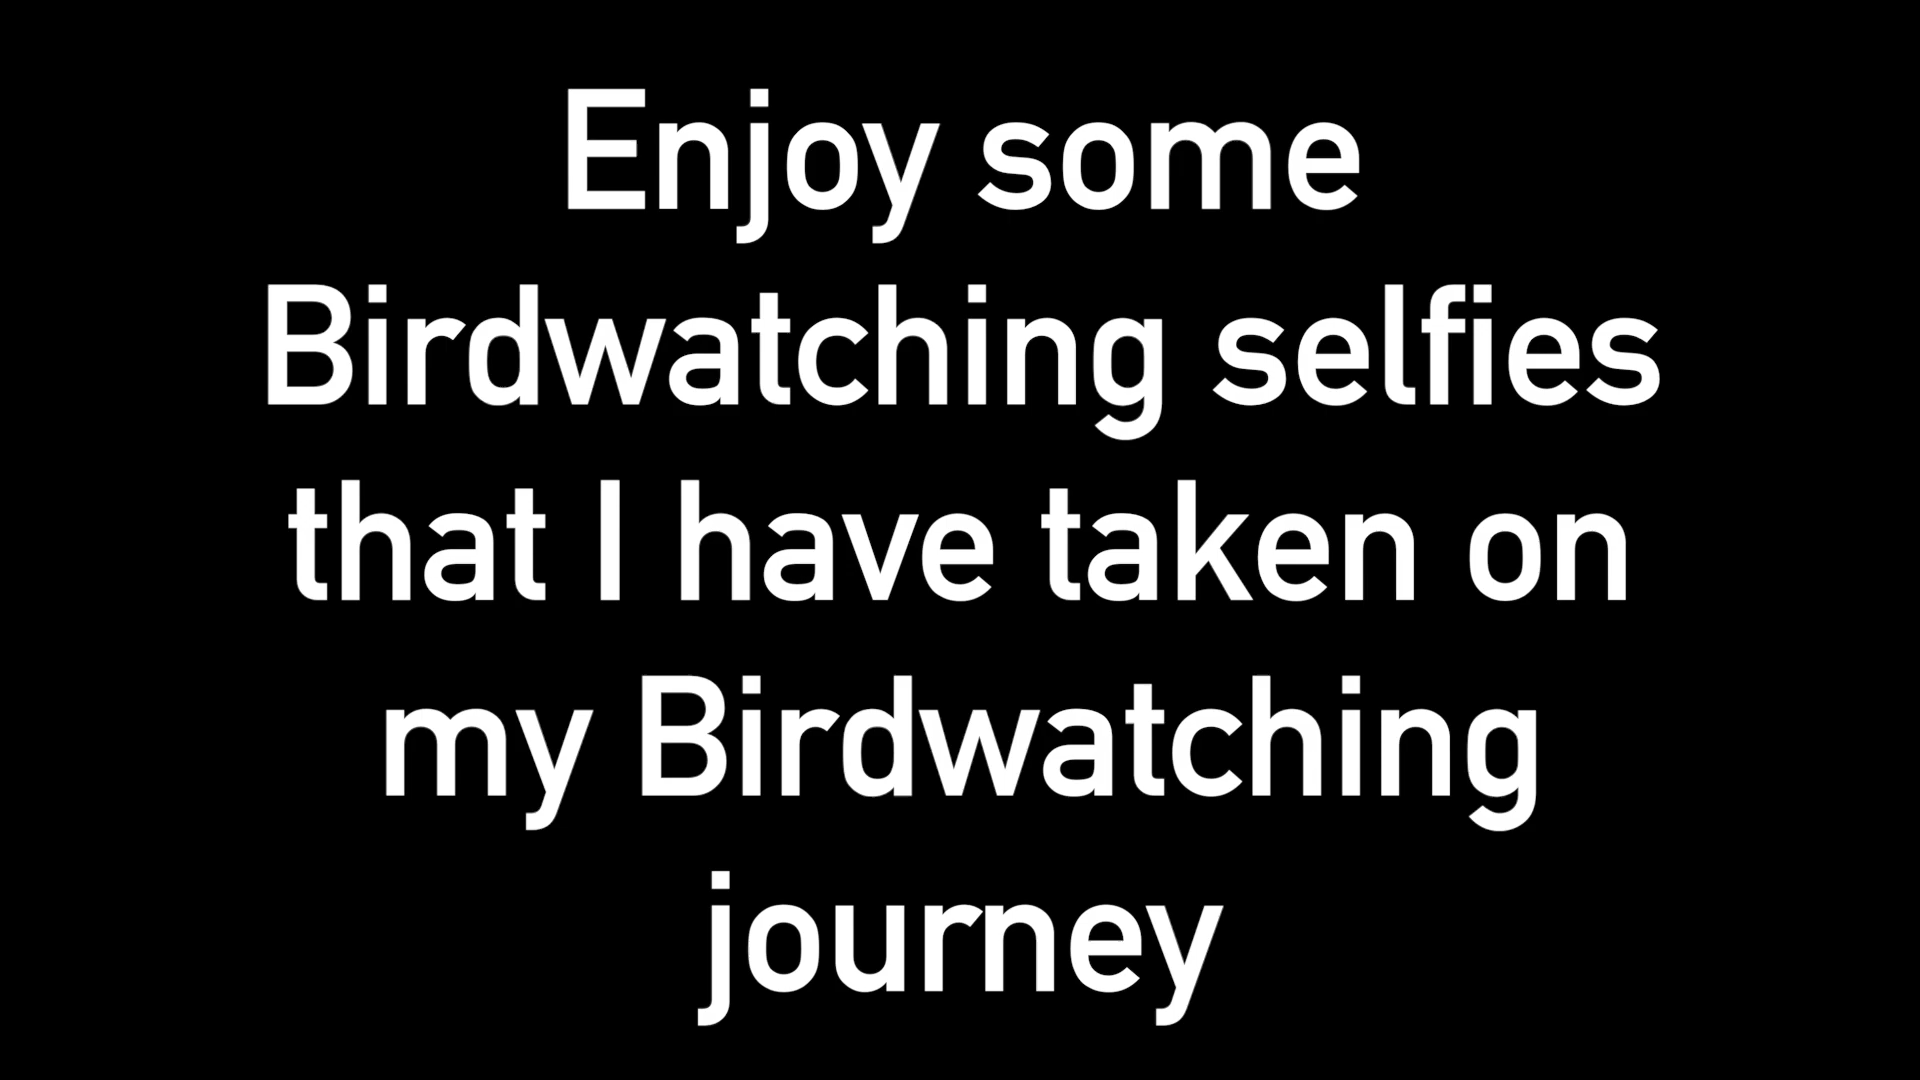 Enjoy some
Birdwatching selfies
that I have taken on
my Birdwatching
journey